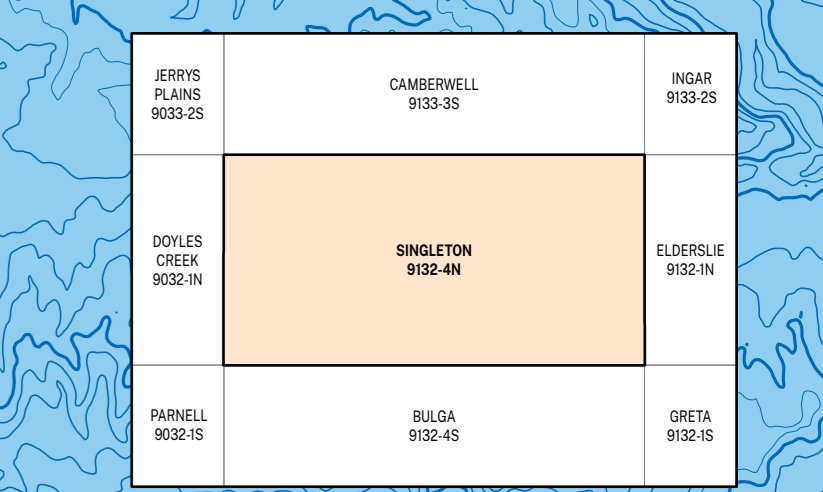 JERRYS
PLAINS
9033-2S
CAMBERWELL
9133-3S
INGAR
9133-2S
DOYLES
CREEK
9032-1N
SINGLETON
9132-4N
ELDERSLIE
9132-1N
PARNELL
9032-1S
BULGA
9132-4S
GRETA
9132-1S